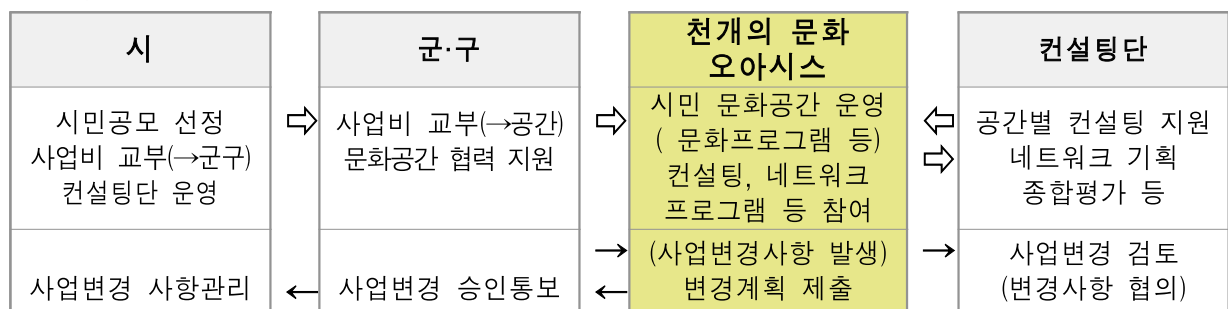 시
시민공모 선정
사업비 교부(→군구)
컨설팅단 운영
사업변경 사항관리
군·구
사업비 교부(→공간)
문화공간 협력 지원
사업변경 승인통보
천개의 문화
오아시스
시민 문화공간 운영
( 문화프로그램 등)
컨설팅, 네트워크
프로그램 등 참여
(사업변경사항 발생)
변경계획 제출
컨설팅단
공간별 컨설팅 지원
네트워크 기획
종합평가 등
사업변경 검토
(변경사항 협의)